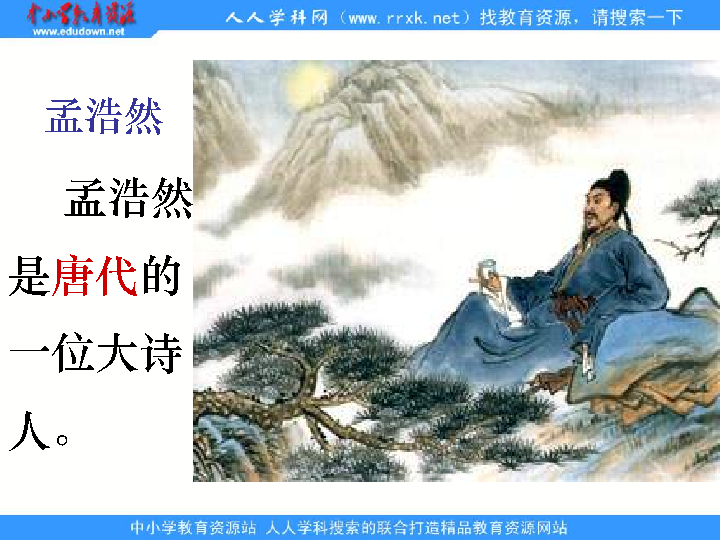 中小学教育资源
www.edudown.net
人人学科网（www.rrxk.net）找教育资源，请搜索一下
孟浩然
孟浩然
是唐代的
一位大诗
人。
中小学教育资源站 人人学科搜索的联合打造精品教育资源网站